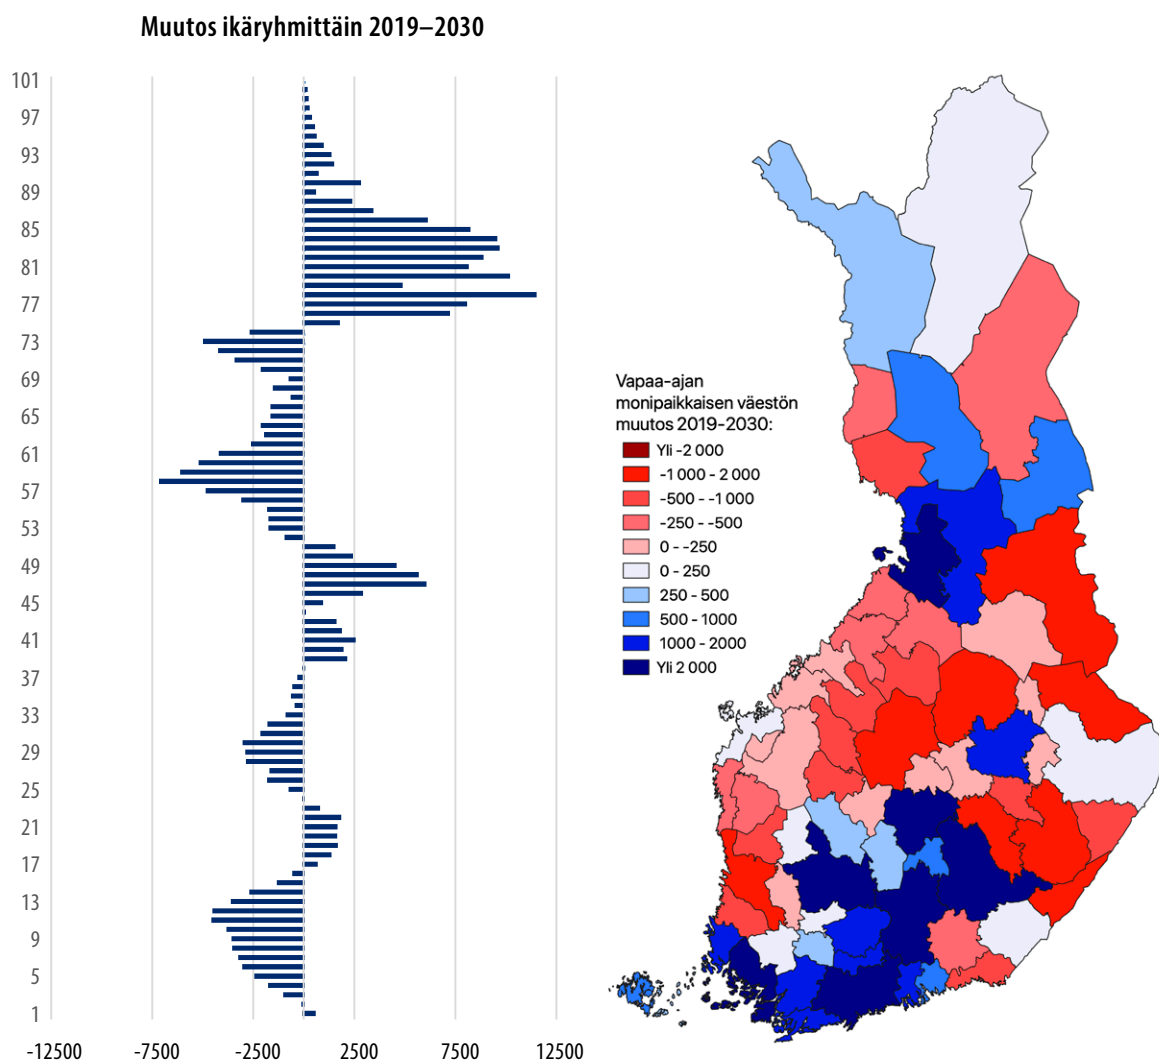 Muutos ikäryhmittäin 2019–2030
101
97
93
89
85
81
77
73
69
65
61
57
53
49
45
41
37
33
29
25
21
17
13
9
5
1
-12500 -7500 -2500 2500 7500 12500
Vapaa-ajan
monipaikkaisen väestön
muutos 2019-2030:
Yli -2 000
-1 000 - 2 000
-500 - -1 000
-250 - -500
0 - -250
0 - 250
250 - 500
500 - 1000
1000 - 2000
Yli 2 000